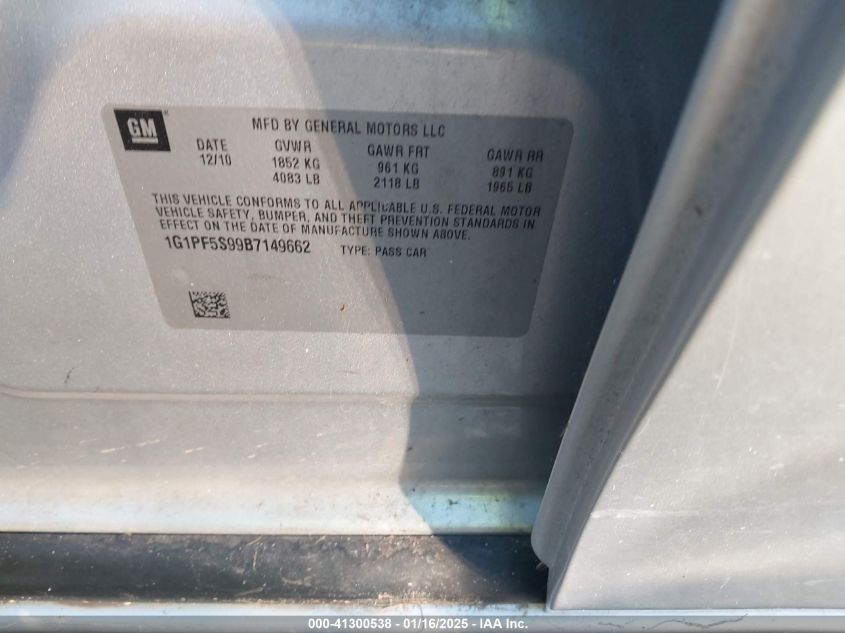 GM
MFD BY GENERAL MOTORS LLC
DATE GVWR GAWR FRT GAWR RR
12/10 1852 KG 961 KG 891 KG
4083 LB 2118 LB 1965 LB
THIS VEHICLE CONFORMS TO ALL APPLICABLE U.S. FEDERAL MOTOR
VEHICLE SAFETY, BUMPER, AND THEFT PREVENTION STANDARDS IN
EFFECT ON THE DATE OF MANUFACTURE SHOWN ABOVE.
1G1PF5S99B7149662 TYPE: PASS CAR
000-41300538 - 01/16/2025 - IAA Inc.